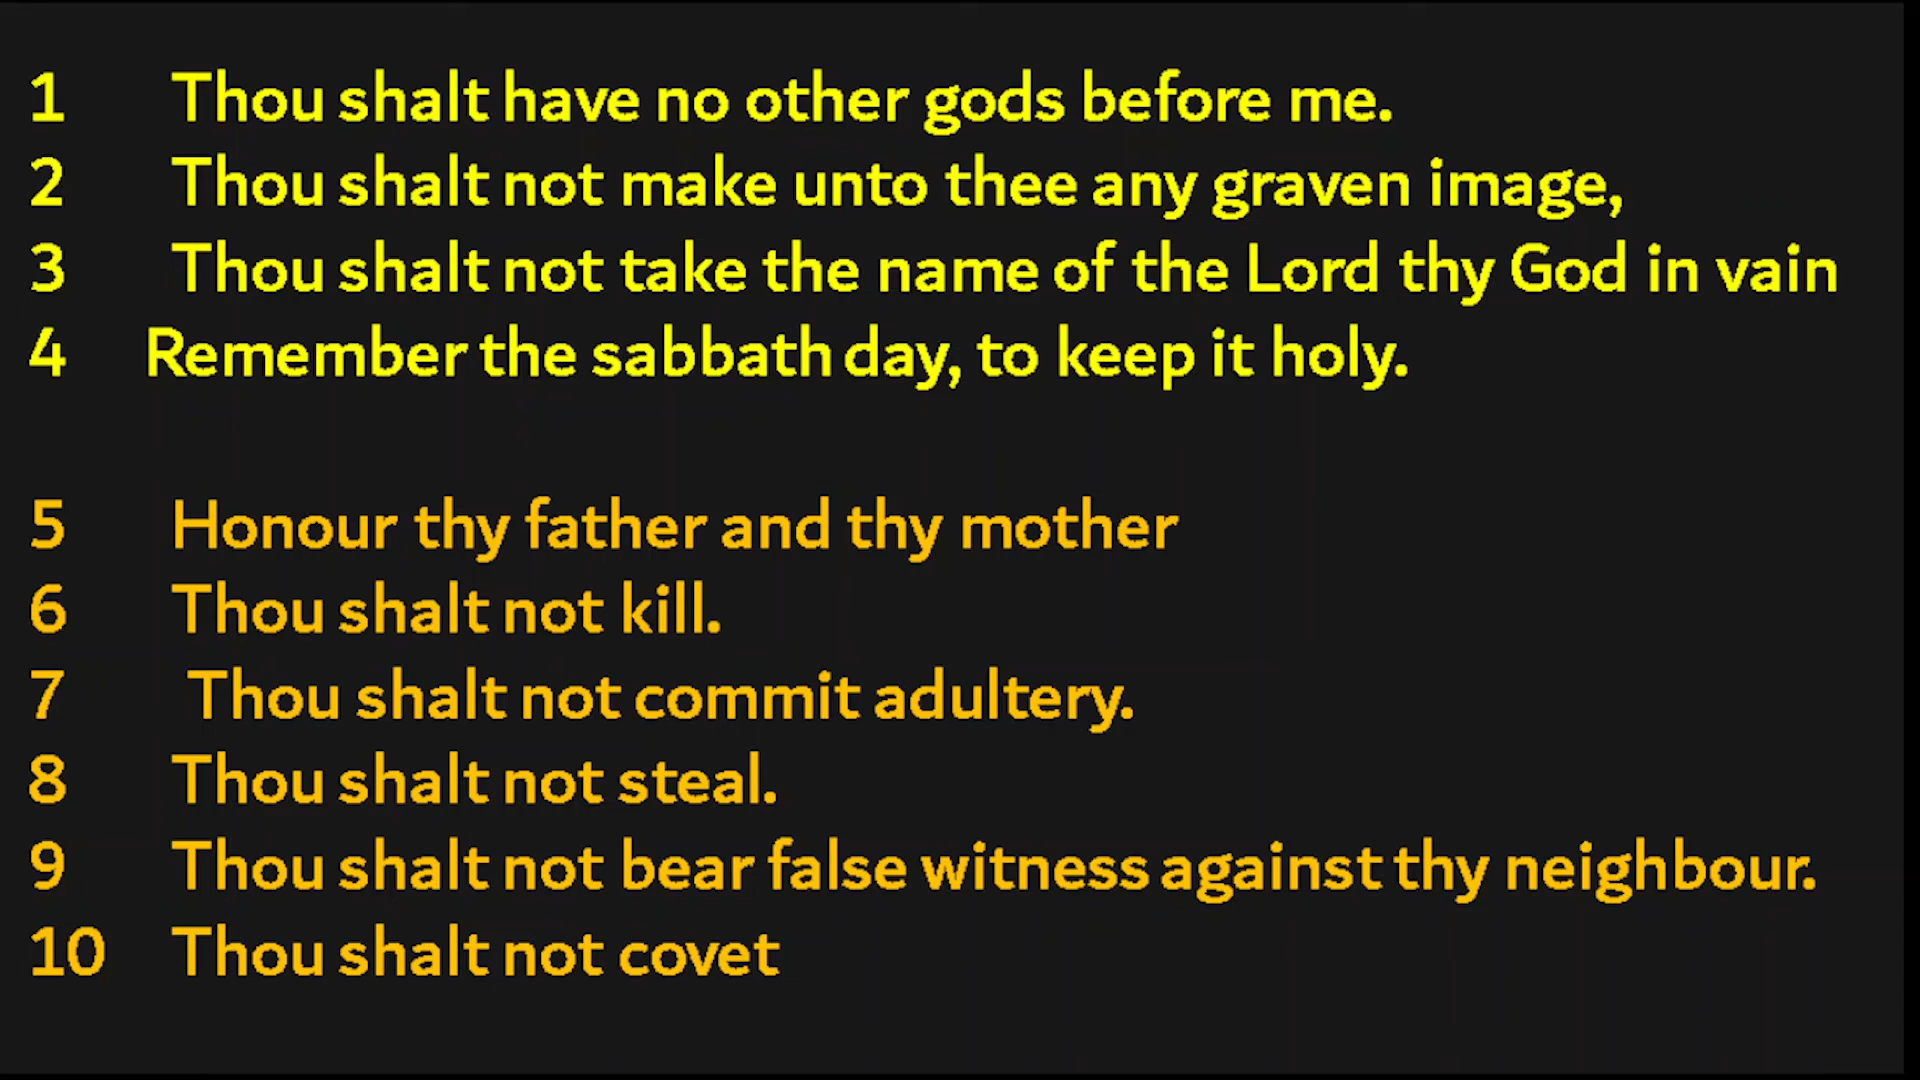 1 Thou shalt have no other gods before me.
2 Thou shalt not make unto thee any graven image,
3 Thou shalt not take the name of the Lord thy God in vain
4 Remember the sabbath day, to keep it holy.
5 Honour thy father and thy mother
6 Thou shalt not kill.
7 Thou shalt not commit adultery.
8 Thou shalt not steal.
9 Thou shalt not bear false witness against thy neighbour.
10 Thou shalt not covet